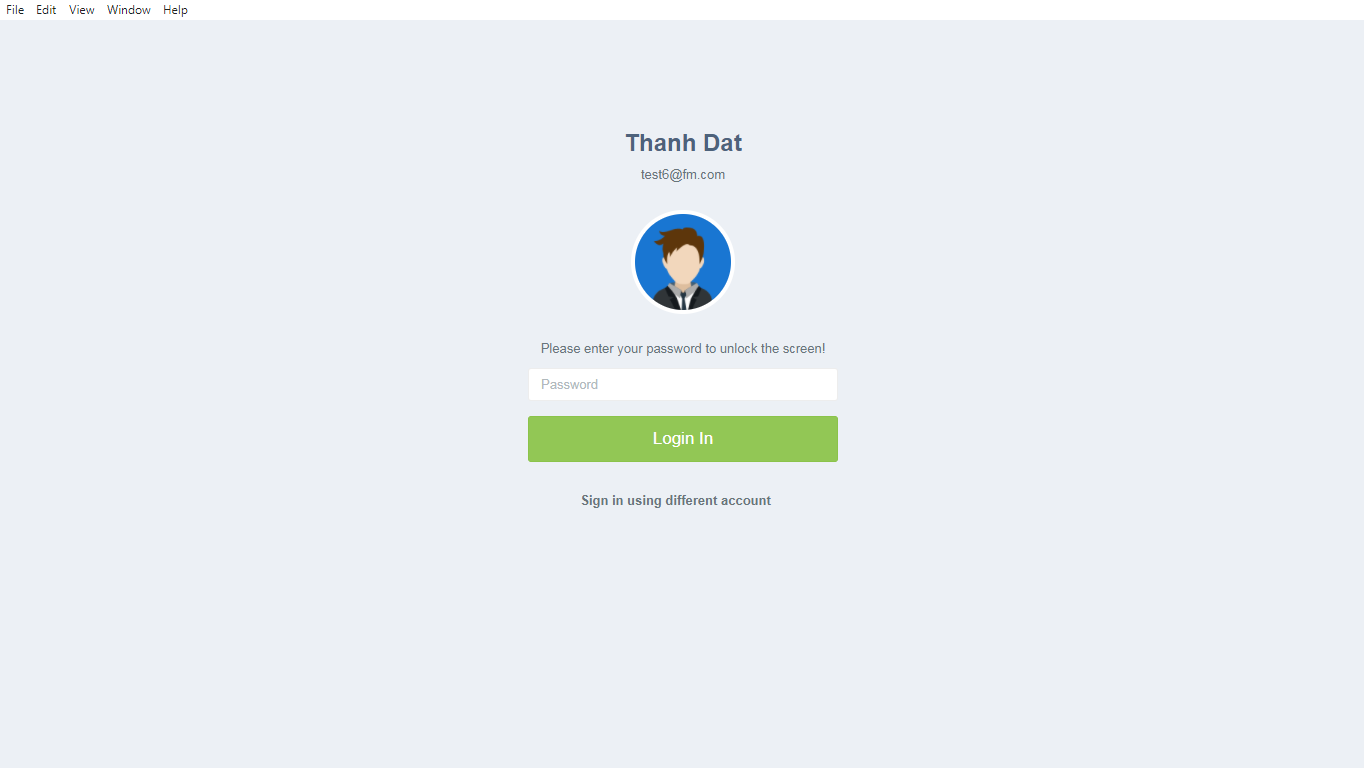 File Edit View Window Help
Thanh Dat
test6@fm.com
Please enter your password to unlock the screen!
Password
Login In
Sign in using different account